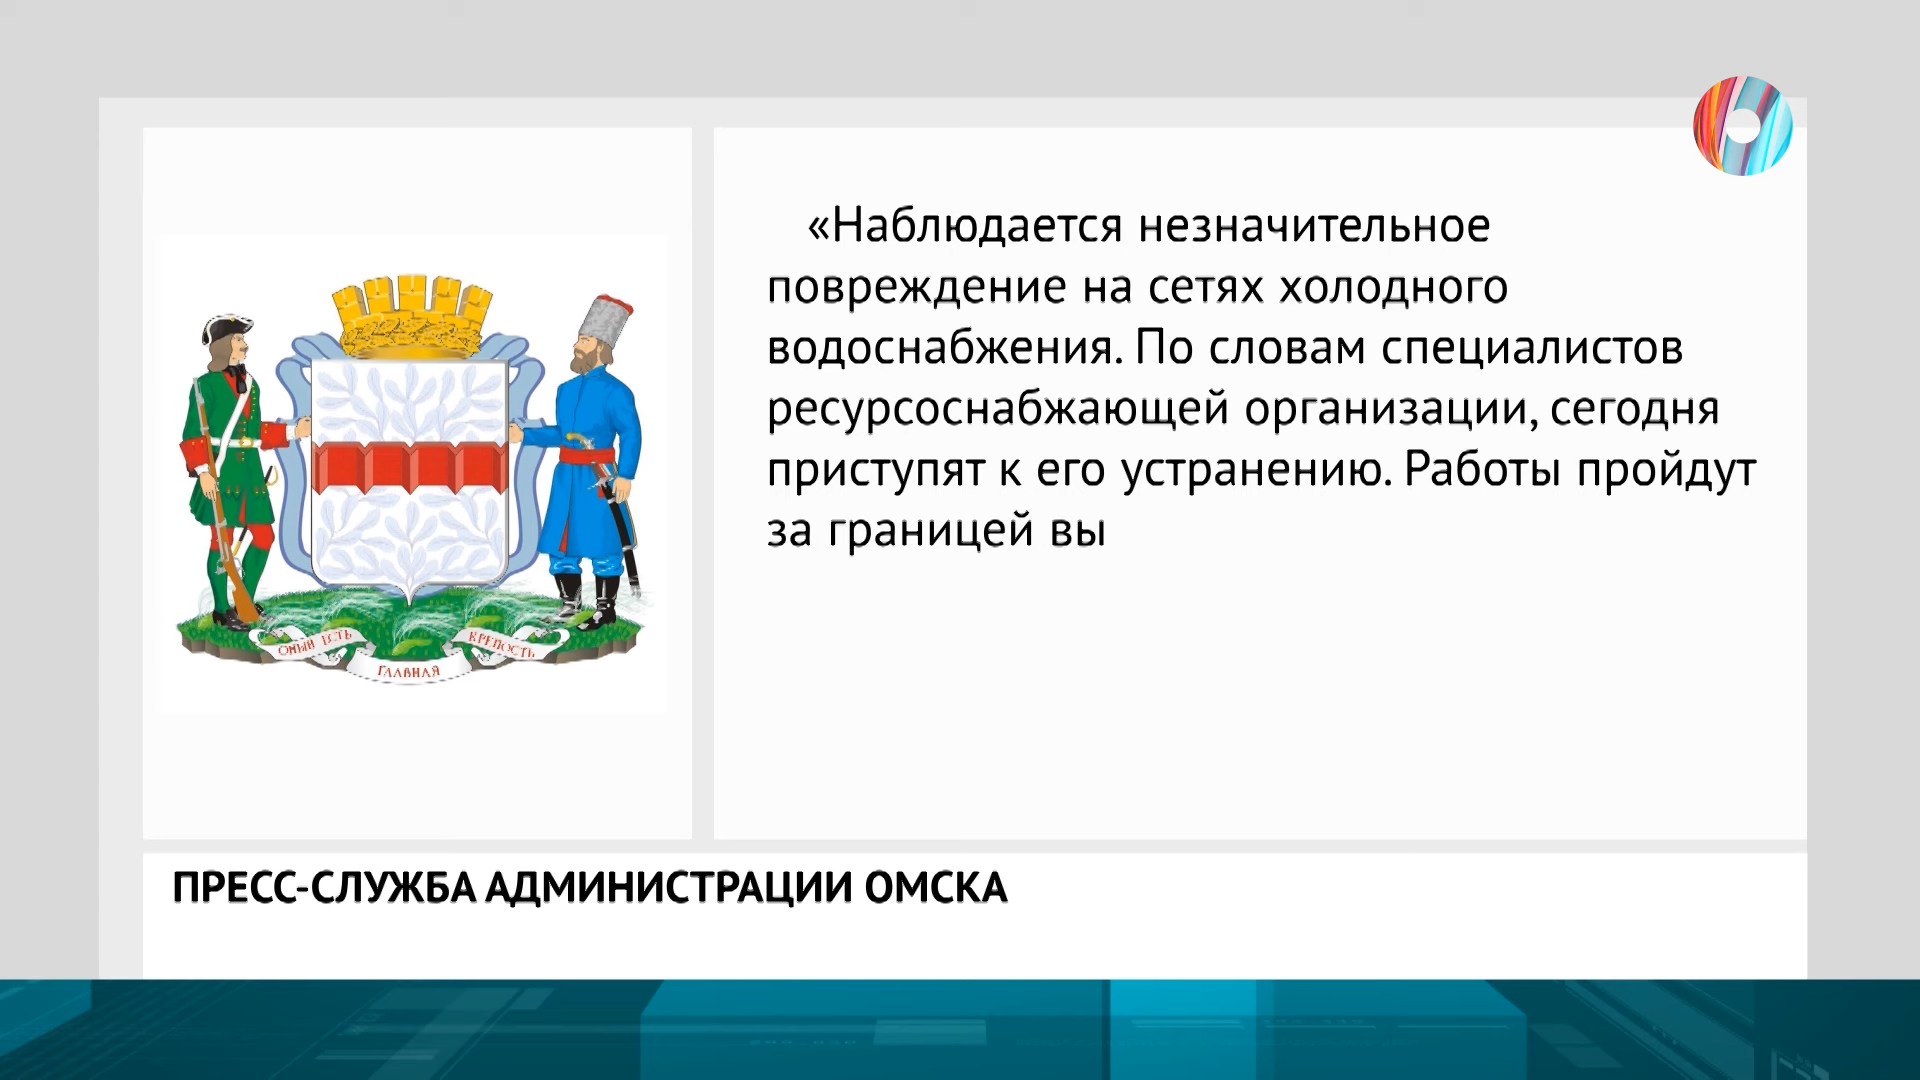 «Наблюдается незначительное
повреждение на сетях холодного
водоснабжения. По словам специалистов
ресурсоснабжающей организации, сегодня
приступят к его устранению. Работы пройдут
за границей вы
ОНЫИ ЕСТЬ
ГЛАВНАЯ
КРЕПОСТЬ
ПРЕСС-СЛУЖБА АДМИНИСТРАЦИИ ОМСКА